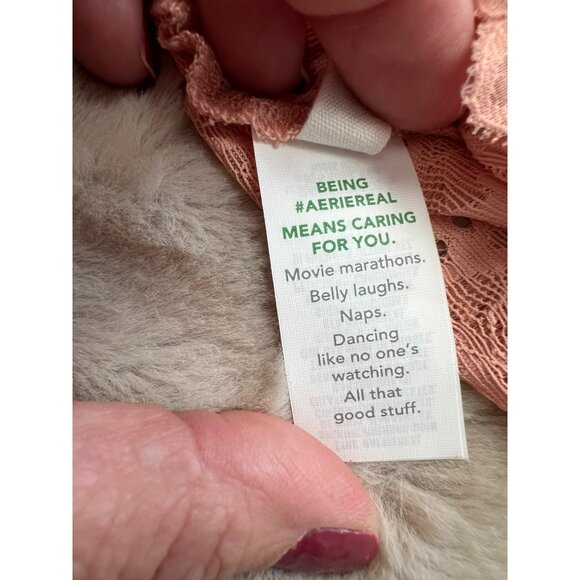 BEING
#AERIEREAL
MEANS CARING
FOR YOU.
Movie marathons.
Belly laughs.
Naps.
Dancing
like no one's
watching.
All that
good stuff.